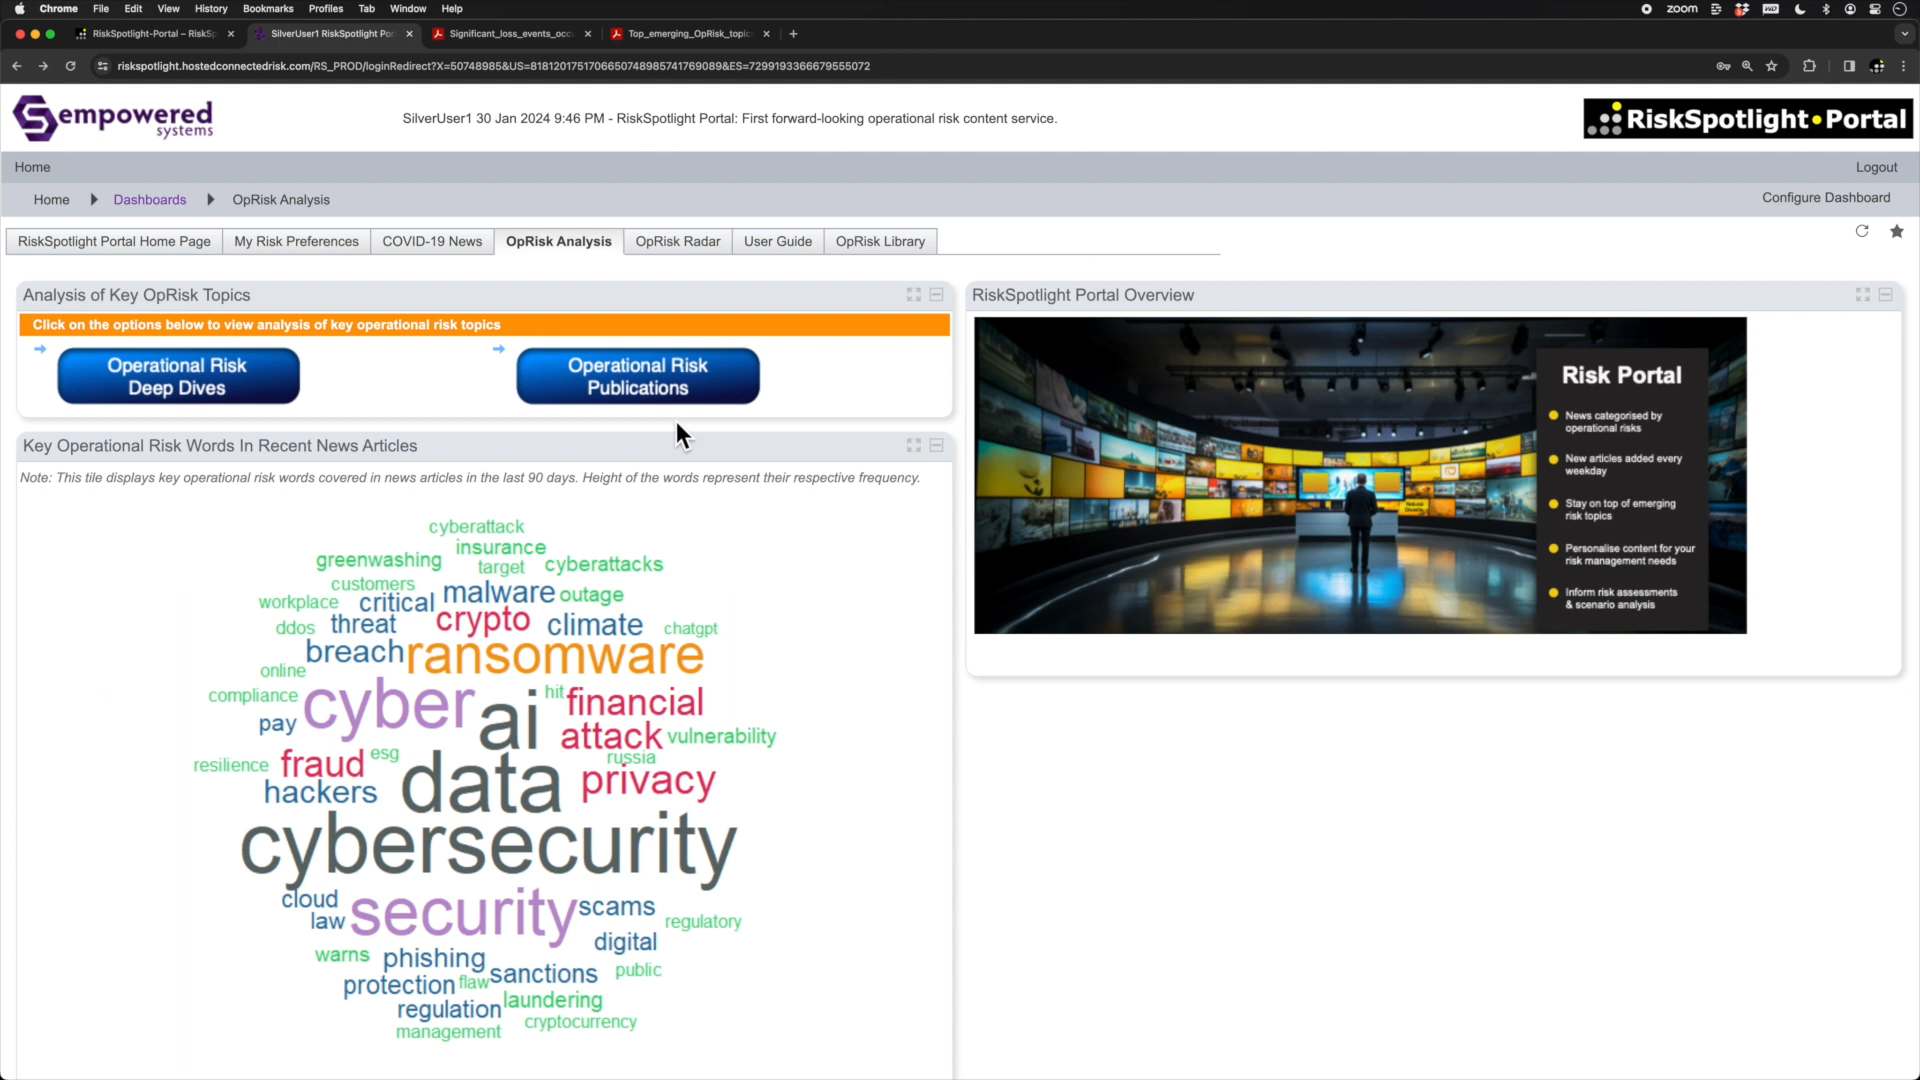 Chrome File Edit View History Bookmarks Profiles Tab Window Help
zoom
RiskSpotlight-Portal – RiskSp
SilverUser1 RiskSpotlight Por
Significant_loss_events_occu
Top_emerging_OpRisk_topic
riskspotlight.hostedconnectedrisk.com/RS_PROD/loginRedirect?X=50748985&US=8181201751706650748985741769089&ES=7299193366679555072
empowered
systems
SilverUser1 30 Jan 2024 9:46 PM - RiskSpotlight Portal: First forward-looking operational risk content service.
RiskSpotlight•Portal
Home
Logout
Home Dashboards OpRisk Analysis
Configure Dashboard
RiskSpotlight Portal Home Page My Risk Preferences COVID-19 News OpRisk Analysis OpRisk Radar User Guide OpRisk Library
Analysis of Key OpRisk Topics
Click on the options below to view analysis of key operational risk topics
Operational Risk
Deep Dives
Operational Risk
Publications
Key Operational Risk Words In Recent News Articles
Note: This tile displays key operational risk words covered in news articles in the last 90 days. Height of the words represent their respective frequency.
cyberattack
insurance
greenwashing
target
cyberattacks
customers
malware
outage
workplace
critical
crypto
climate
ddos
threat
chatgpt
breach
ransomware
online
compliance
cyber
hit
financial
pay
ai
attack
vulnerability
russia
resilience
fraud
esg
data
privacy
hackers
cybersecurity
cloud
law
security
scams
regulatory
digital
warns
phishing
public
sanctions
protection
flaw
laundering
regulation
cryptocurrency
management
RiskSpotlight Portal Overview
Risk Portal
News categorised by
operational risks
New articles added every
weekday
Stay on top of emerging
risk topics
Personalise content for your
risk management needs
Inform risk assessments
& scenario analysis